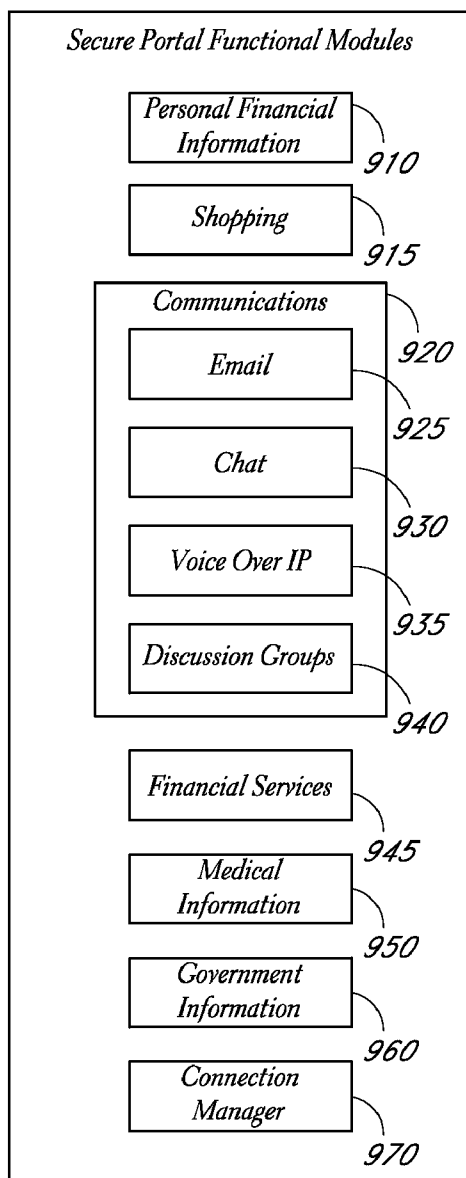 Secure Portal Functional Modules
Personal Financial
Information
910
Shopping
915
Communications
920
Email
925
Chat
930
Voice Over IP
935
Discussion Groups
940
Financial Services
945
Medical
Information
950
Government
Information
960
Connection
Manager
970